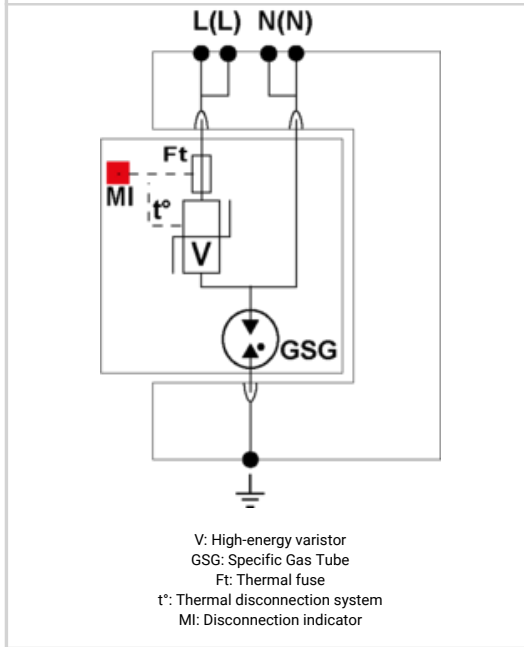 L(L) N(N)
Ft
MI
t°
V
GSG
V: High-energy varistor
GSG: Specific Gas Tube
Ft: Thermal fuse
t°: Thermal disconnection system
MI: Disconnection indicator